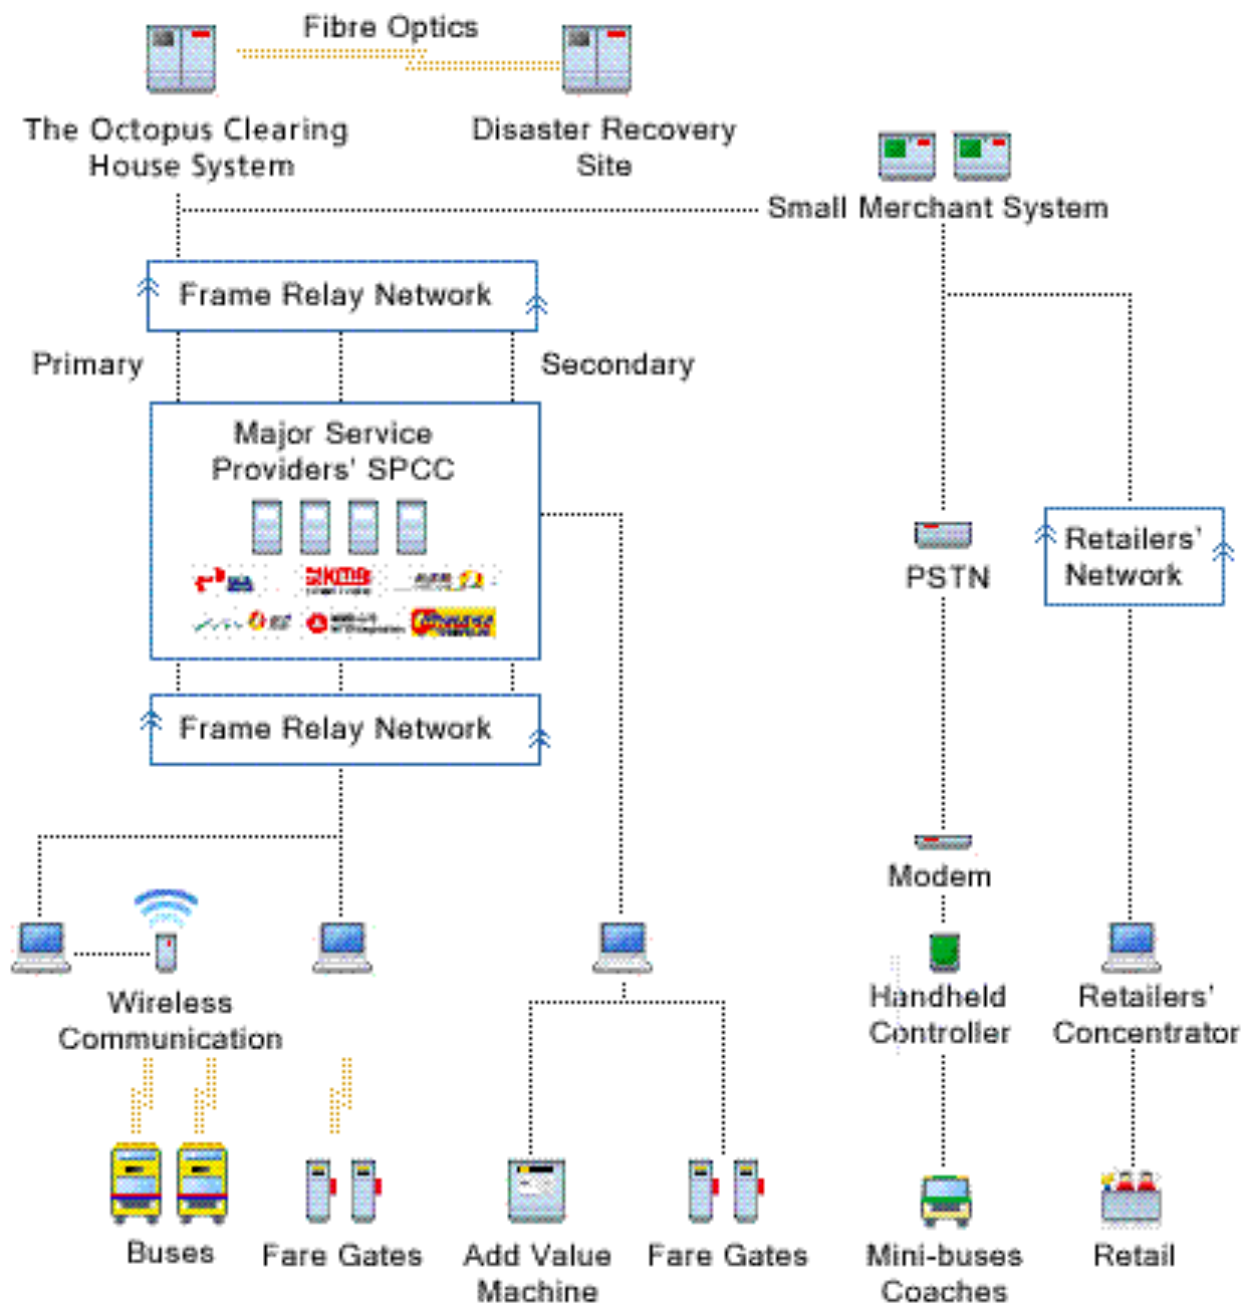 Fibre Optics
The Octopus Clearing
House System
Disaster Recovery
Site
Small Merchant System
Frame Relay Network
Primary
Secondary
Major Service
Providers' SPCC
KMB
Retailers'
Network
PSTN
Frame Relay Network
Modem
Wireless
Communication
Handheld
Controller
Retailers'
Concentrator
Buses
Fare Gates
Add Value
Machine
Fare Gates
Mini-buses
Coaches
Retail